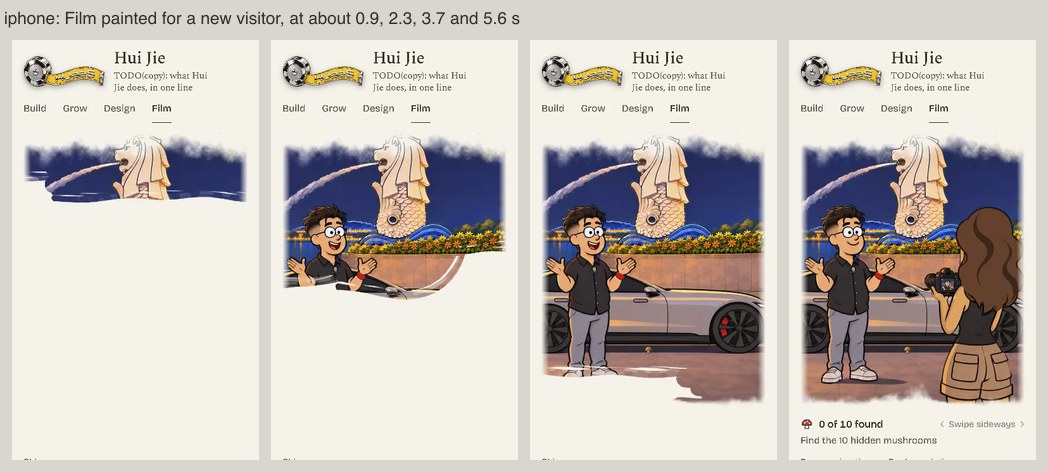 iphone: Film painted for a new visitor, at about 0.9, 2.3, 3.7 and 5.6 s
Hui Jie
TODO(copy): what Hui
Jie does, in one line
Build Grow Design Film
Hui Jie
TODO(copy): what Hui
Jie does, in one line
Build Grow Design Film
Hui Jie
TODO(copy): what Hui
Jie does, in one line
Build Grow Design Film
Hui Jie
TODO(copy): what Hui
Jie does, in one line
Build Grow Design Film
0 of 10 found
Swipe sideways
Find the 10 hidden mushrooms